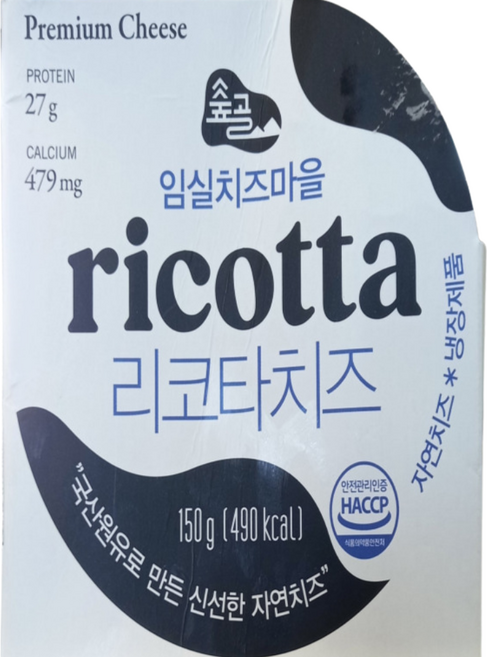 Premium Cheese
PROTEIN
27g
CALCIUM
479mg
숲골
임실치즈마을
ricotta
리코타치즈
자연치즈 * 냉장제품
150g (490 kcal)
안전관리인증
HACCP
식품의약품안전처
"국산원유로 만든 신선한 자연치즈"